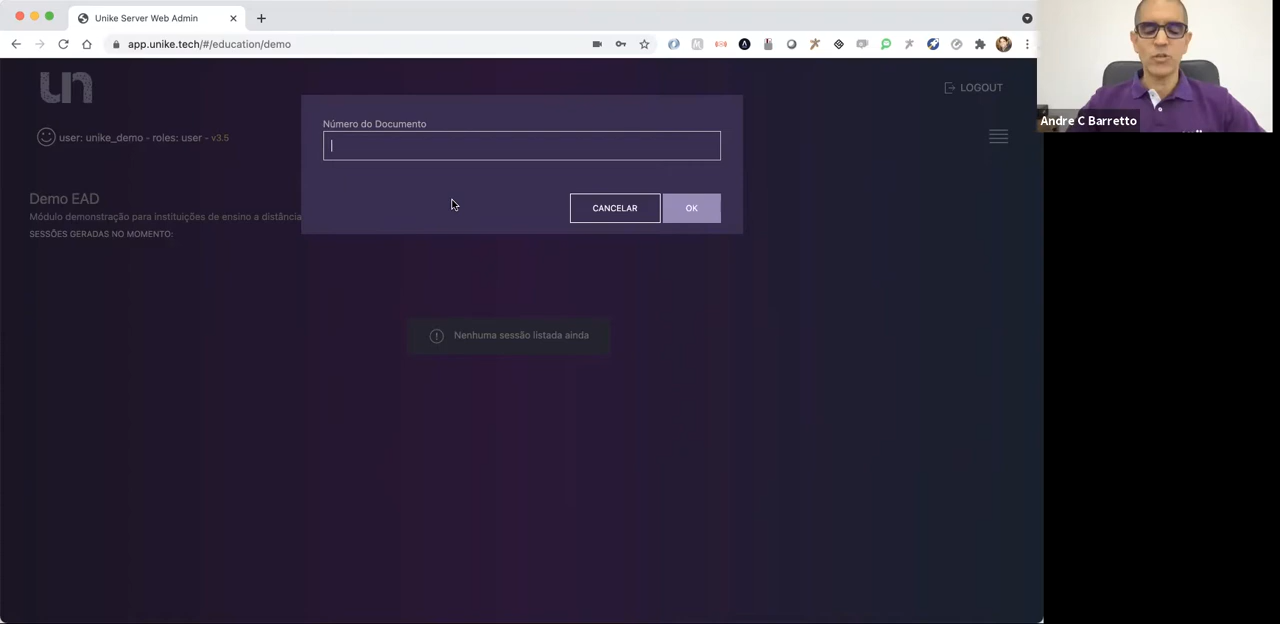 Unike Server Web Admin
app.unike.tech/#/education/demo
Andre C Barretto
un
LOGOUT
user: unike_demo - roles: user - v3.5
Número do Documento
CANCELAR
OK
Demo EAD
Módulo demonstração para instituições de ensino a distância
SESSÕES GERADAS NO MOMENTO:
Nenhuma sessão listada ainda